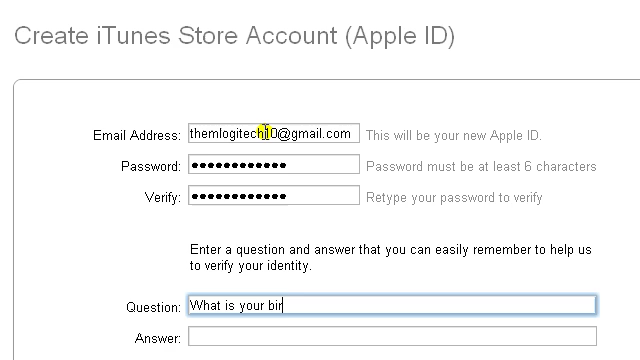 Create iTunes Store Account (Apple ID)
Email Address: themlogitech10@gmail.com This will be your new Apple ID.
Password: •••••••••••• Password must be at least 6 characters
Verify: •••••••••••• Retype your password to verify
Enter a question and answer that you can easily remember to help us
to verify your identity.
Question: What is your bir
Answer: